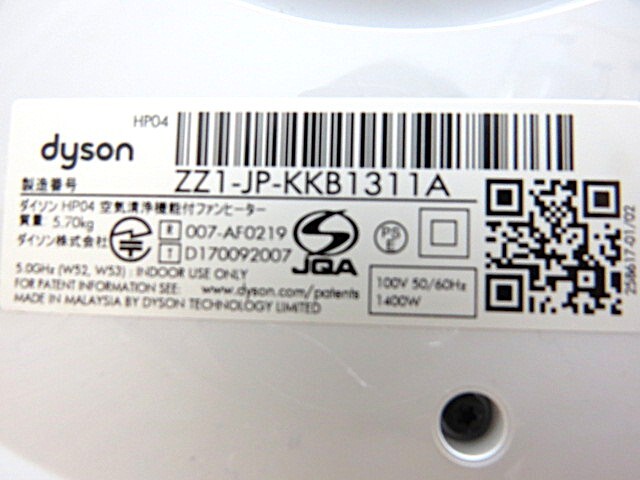 HP04
dyson
製造番号 ZZ1-JP-KKB1311A
ダイソン HP04 空気清浄機能付ファンヒーター
質量 : 5.70kg
ダイソン株式会社
R 007-AF0219
T D170092007
JQA
PS
E
5.0GHz (W52, W53) : INDOOR USE ONLY
FOR PATENT INFORMATION SEE: www.dyson.com/patents
MADE IN MALAYSIA BY DYSON TECHNOLOGY LIMITED
100V 50/60Hz
1400W
258617-01/02